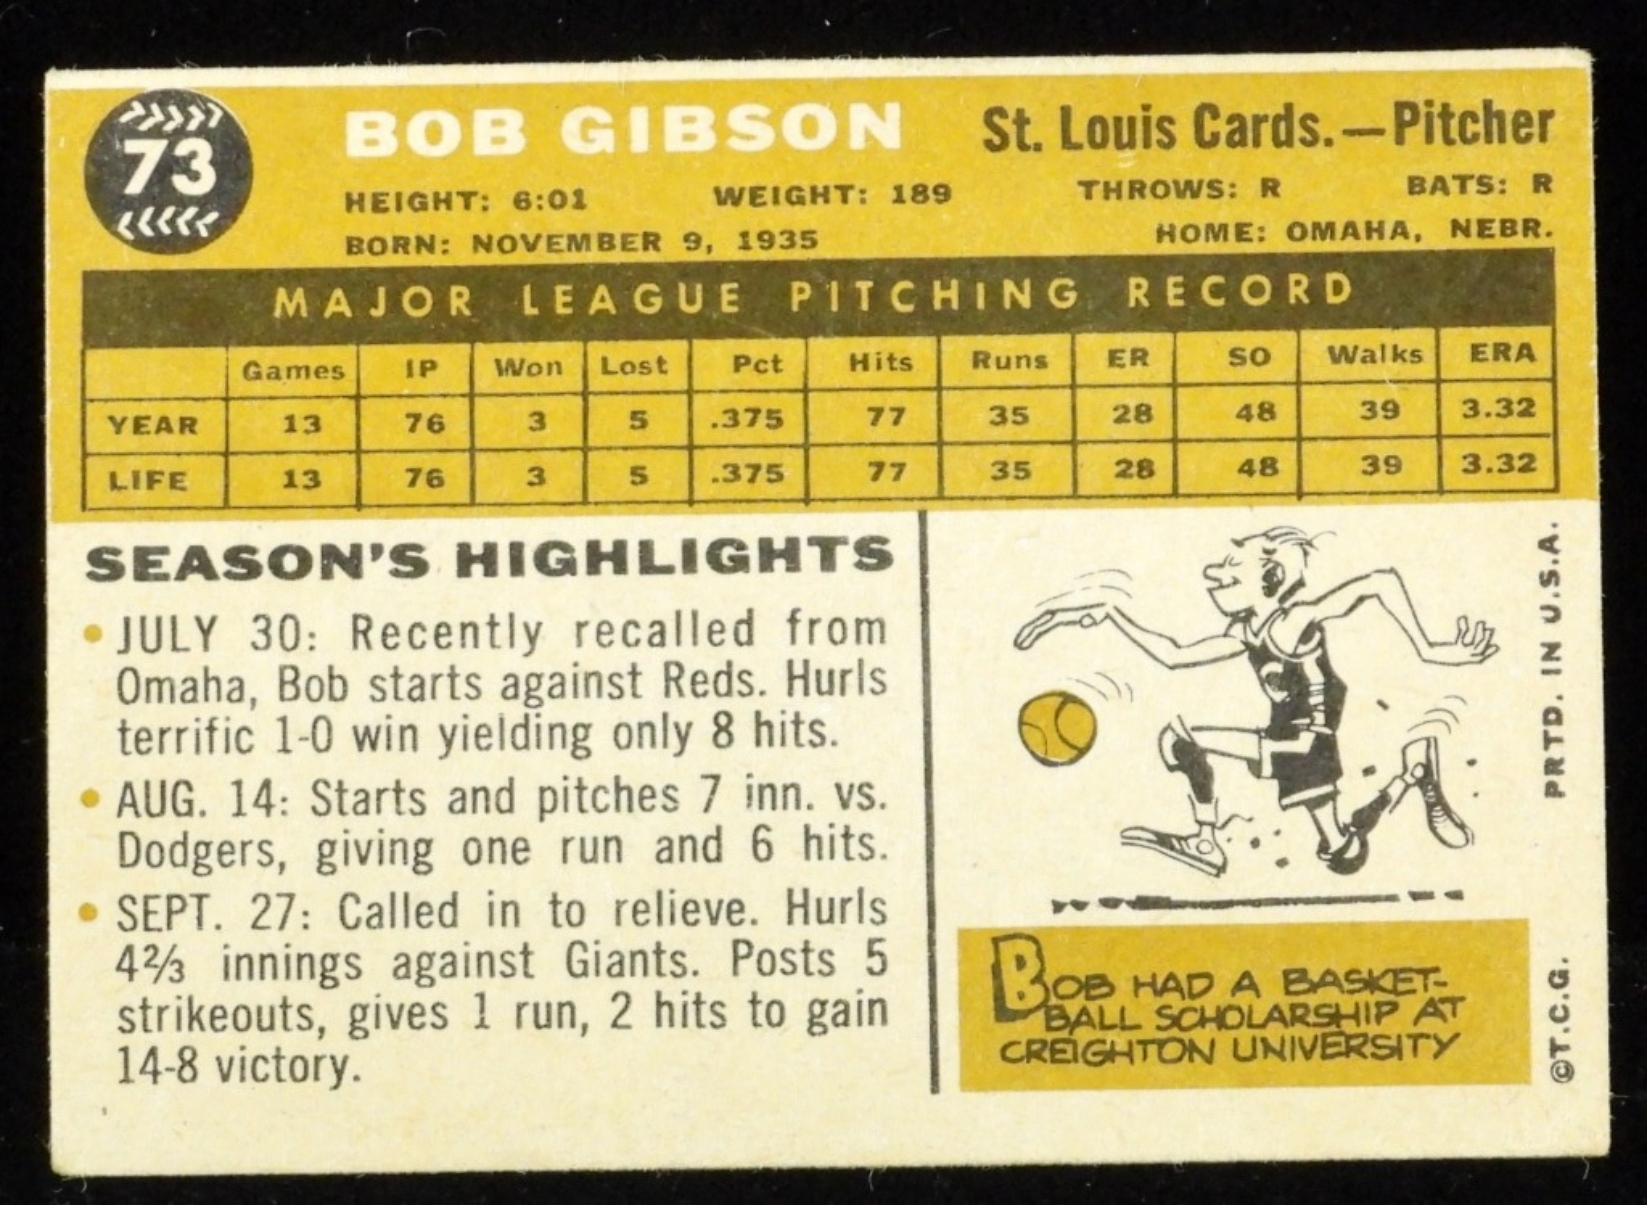 73
BOB GIBSON
St. Louis Cards.—Pitcher
HEIGHT: 6:01 WEIGHT: 189 THROWS: R BATS: R
BORN: NOVEMBER 9, 1935 HOME: OMAHA, NEBR.
MAJOR LEAGUE PITCHING RECORD
Games IP Won Lost Pct Hits Runs ER SO Walks ERA
YEAR 13 76 3 5 .375 77 35 28 48 39 3.32
LIFE 13 76 3 5 .375 77 35 28 48 39 3.32
SEASON'S HIGHLIGHTS
• JULY 30: Recently recalled from
Omaha, Bob starts against Reds. Hurls
terrific 1-0 win yielding only 8 hits.
• AUG. 14: Starts and pitches 7 inn. vs.
Dodgers, giving one run and 6 hits.
• SEPT. 27: Called in to relieve. Hurls
4⅔ innings against Giants. Posts 5
strikeouts, gives 1 run, 2 hits to gain
14-8 victory.
BOB HAD A BASKET-
BALL SCHOLARSHIP AT
CREIGHTON UNIVERSITY
©T.C.G. PRTD. IN U.S.A.